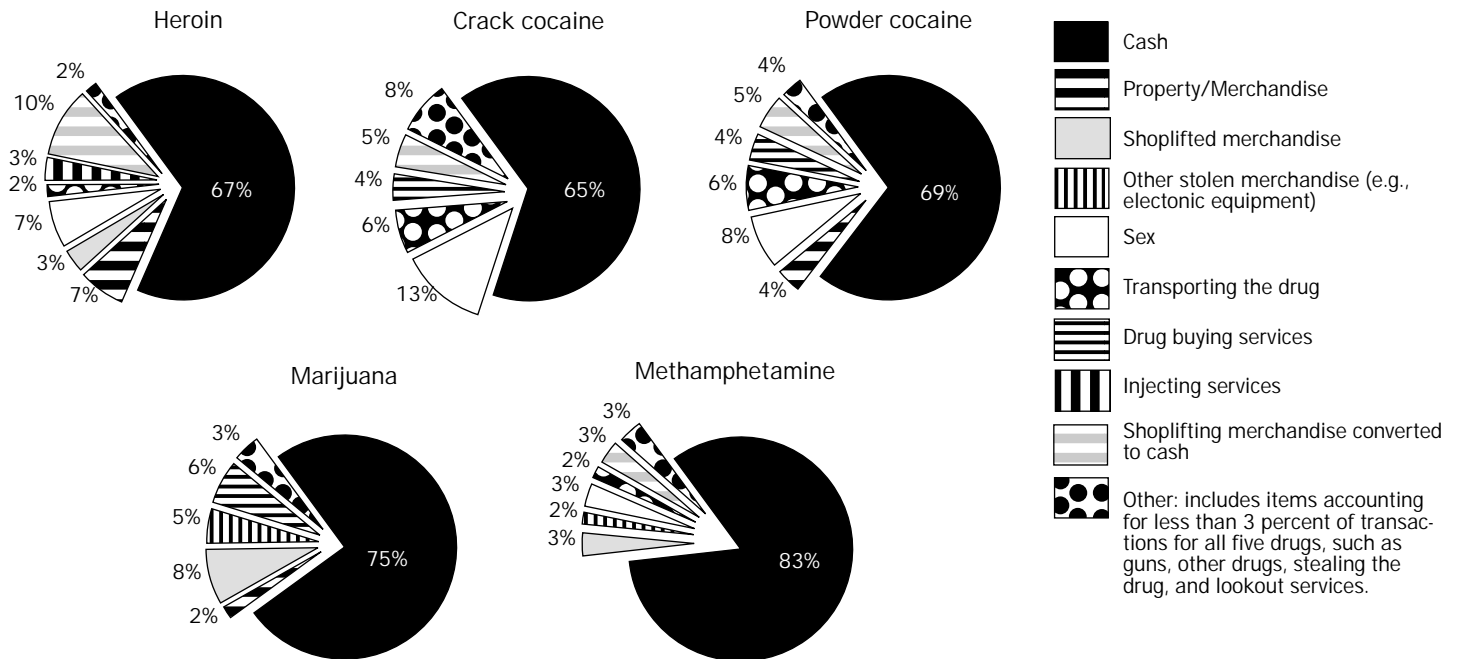 Heroin
2%
10%
3%
2%
7%
3%
7%
67%
Crack cocaine
8%
5%
4%
6%
13%
65%
Powder cocaine
4%
5%
4%
6%
8%
4%
69%
Marijuana
3%
6%
5%
8%
2%
75%
Methamphetamine
3%
3%
2%
3%
2%
3%
83%
Cash
Property/Merchandise
Shoplifted merchandise
Other stolen merchandise (e.g.,
electonic equipment)
Sex
Transporting the drug
Drug buying services
Injecting services
Shoplifting merchandise converted
to cash
Other: includes items accounting
for less than 3 percent of transac-
tions for all five drugs, such as
guns, other drugs, stealing the
drug, and lookout services.